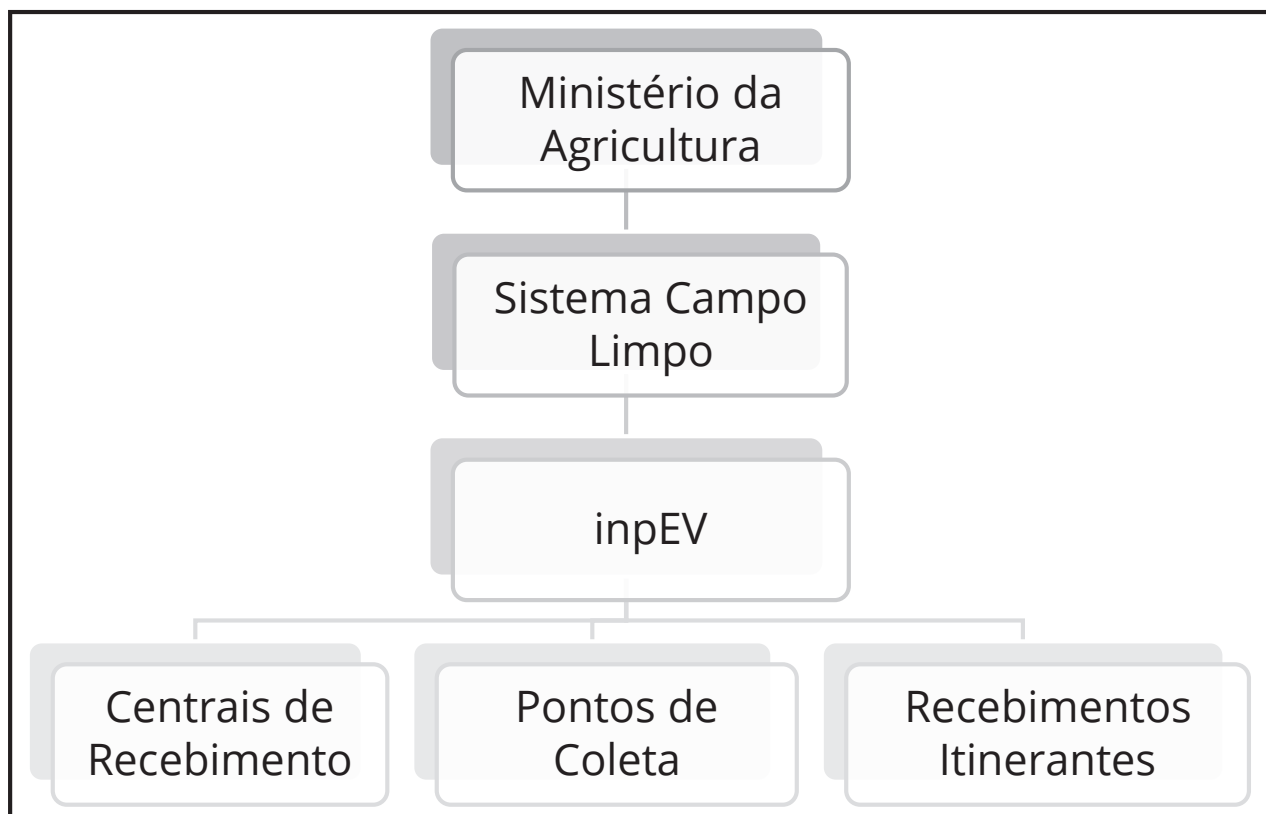 Ministério da
Agricultura
Sistema Campo
Limpo
inpEV
Centrais de
Recebimento
Pontos de
Coleta
Recebimentos
Itinerantes